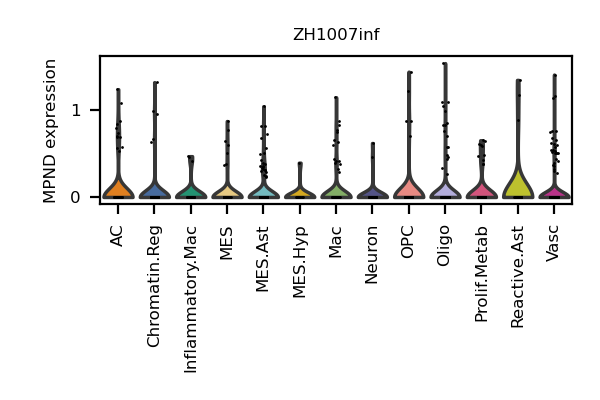 ZH1007inf
MPND expression
1
0
AC
Chromatin.Reg
Inflammatory.Mac
MES
MES.Ast
MES.Hyp
Mac
Neuron
OPC
Oligo
Prolif.Metab
Reactive.Ast
Vasc